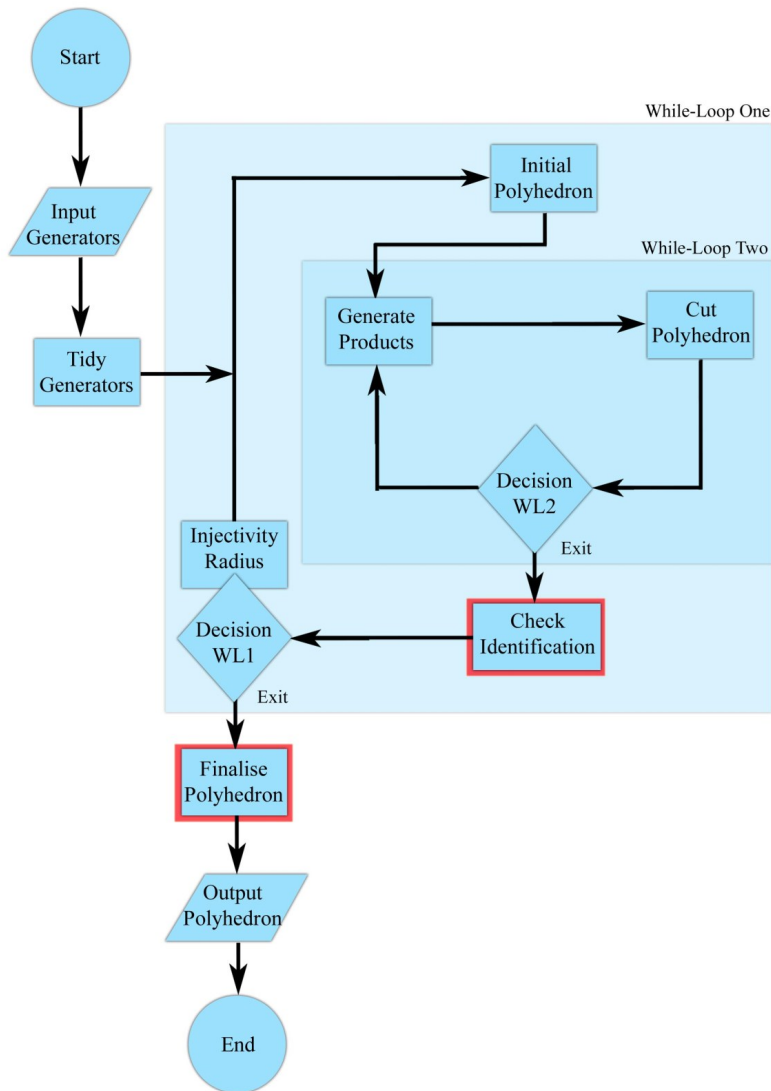 Start
While-Loop One
Initial
Polyhedron
Input
Generators
While-Loop Two
Generate
Products
Cut
Polyhedron
Tidy
Generators
Decision
WL2
Exit
Injectivity
Radius
Check
Identification
Decision
WL1
Exit
Finalise
Polyhedron
Output
Polyhedron
End